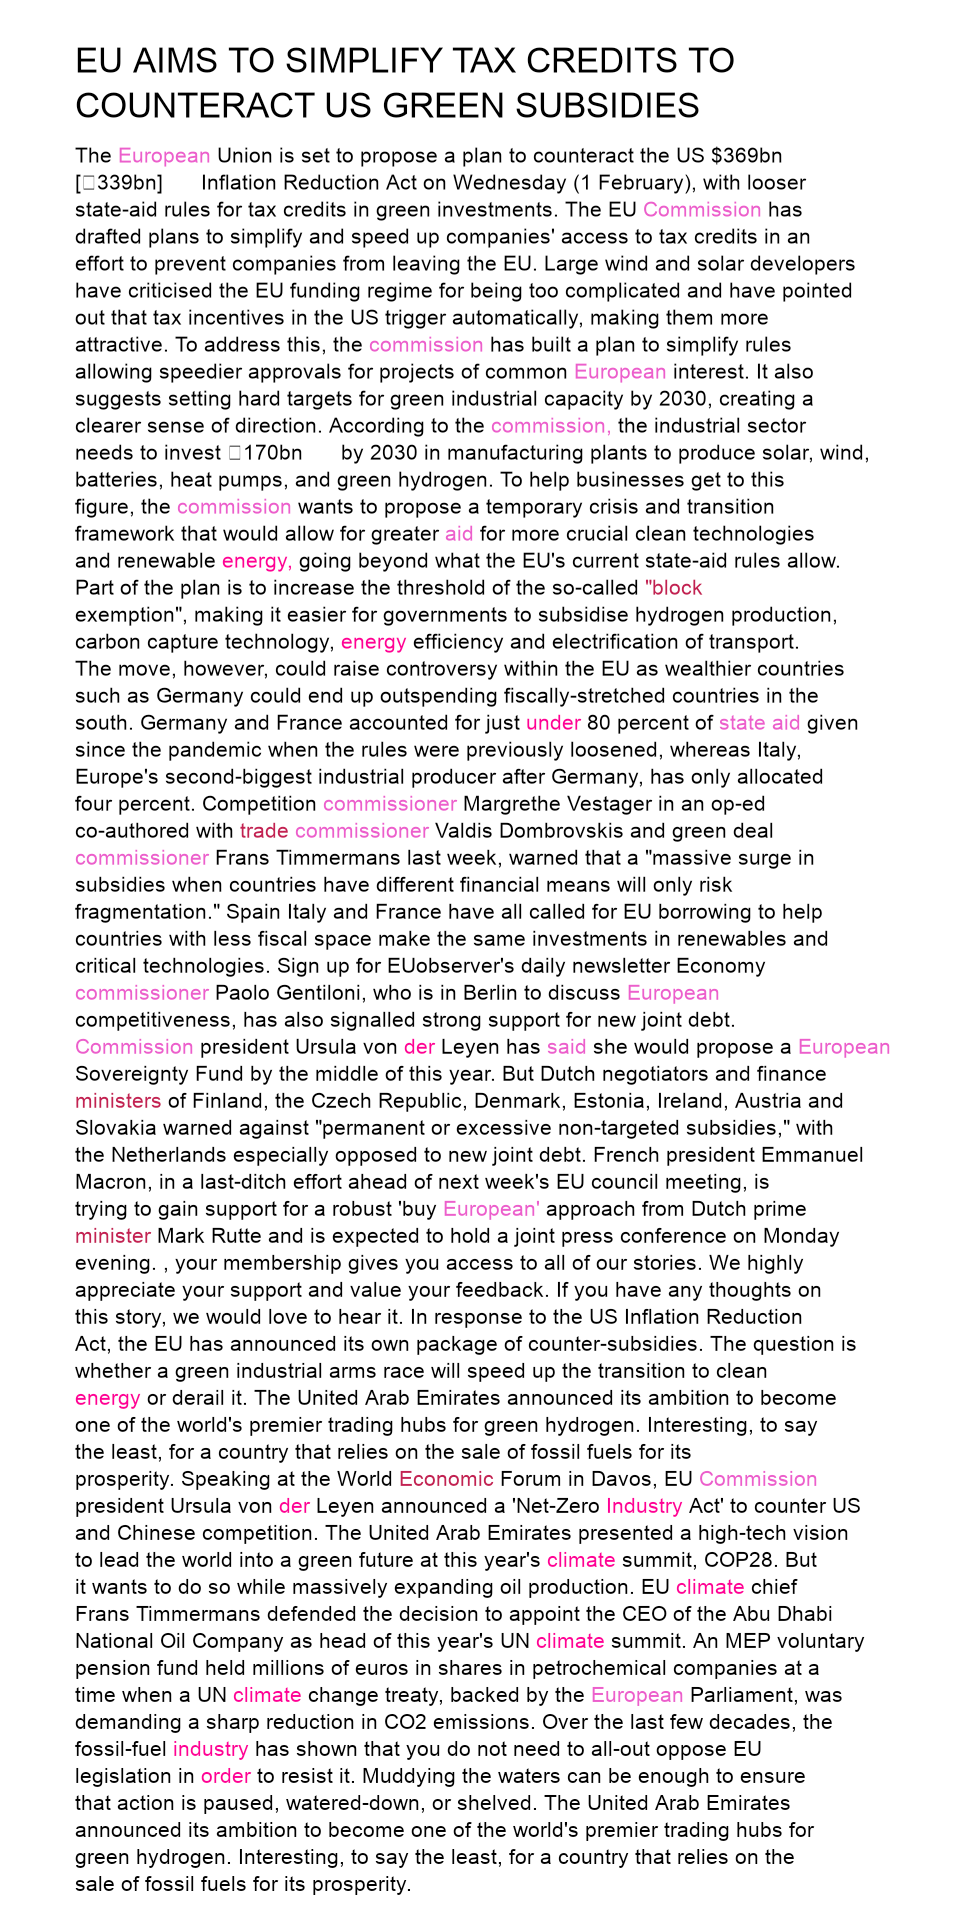 EU AIMS TO SIMPLIFY TAX CREDITS TO
COUNTERACT US GREEN SUBSIDIES
The European Union is set to propose a plan to counteract the US $369bn
[□339bn] Inflation Reduction Act on Wednesday (1 February), with looser
state-aid rules for tax credits in green investments. The EU Commission has
drafted plans to simplify and speed up companies' access to tax credits in an
effort to prevent companies from leaving the EU. Large wind and solar developers
have criticised the EU funding regime for being too complicated and have pointed
out that tax incentives in the US trigger automatically, making them more
attractive. To address this, the commission has built a plan to simplify rules
allowing speedier approvals for projects of common European interest. It also
suggests setting hard targets for green industrial capacity by 2030, creating a
clearer sense of direction. According to the commission, the industrial sector
needs to invest □170bn by 2030 in manufacturing plants to produce solar, wind,
batteries, heat pumps, and green hydrogen. To help businesses get to this
figure, the commission wants to propose a temporary crisis and transition
framework that would allow for greater aid for more crucial clean technologies
and renewable energy, going beyond what the EU's current state-aid rules allow.
Part of the plan is to increase the threshold of the so-called "block
exemption", making it easier for governments to subsidise hydrogen production,
carbon capture technology, energy efficiency and electrification of transport.
The move, however, could raise controversy within the EU as wealthier countries
such as Germany could end up outspending fiscally-stretched countries in the
south. Germany and France accounted for just under 80 percent of state aid given
since the pandemic when the rules were previously loosened, whereas Italy,
Europe's second-biggest industrial producer after Germany, has only allocated
four percent. Competition commissioner Margrethe Vestager in an op-ed
co-authored with trade commissioner Valdis Dombrovskis and green deal
commissioner Frans Timmermans last week, warned that a "massive surge in
subsidies when countries have different financial means will only risk
fragmentation." Spain Italy and France have all called for EU borrowing to help
countries with less fiscal space make the same investments in renewables and
critical technologies. Sign up for EUobserver's daily newsletter Economy
commissioner Paolo Gentiloni, who is in Berlin to discuss European
competitiveness, has also signalled strong support for new joint debt.
Commission president Ursula von der Leyen has said she would propose a European
Sovereignty Fund by the middle of this year. But Dutch negotiators and finance
ministers of Finland, the Czech Republic, Denmark, Estonia, Ireland, Austria and
Slovakia warned against "permanent or excessive non-targeted subsidies," with
the Netherlands especially opposed to new joint debt. French president Emmanuel
Macron, in a last-ditch effort ahead of next week's EU council meeting, is
trying to gain support for a robust 'buy European' approach from Dutch prime
minister Mark Rutte and is expected to hold a joint press conference on Monday
evening. , your membership gives you access to all of our stories. We highly
appreciate your support and value your feedback. If you have any thoughts on
this story, we would love to hear it. In response to the US Inflation Reduction
Act, the EU has announced its own package of counter-subsidies. The question is
whether a green industrial arms race will speed up the transition to clean
energy or derail it. The United Arab Emirates announced its ambition to become
one of the world's premier trading hubs for green hydrogen. Interesting, to say
the least, for a country that relies on the sale of fossil fuels for its
prosperity. Speaking at the World Economic Forum in Davos, EU Commission
president Ursula von der Leyen announced a 'Net-Zero Industry Act' to counter US
and Chinese competition. The United Arab Emirates presented a high-tech vision
to lead the world into a green future at this year's climate summit, COP28. But
it wants to do so while massively expanding oil production. EU climate chief
Frans Timmermans defended the decision to appoint the CEO of the Abu Dhabi
National Oil Company as head of this year's UN climate summit. An MEP voluntary
pension fund held millions of euros in shares in petrochemical companies at a
time when a UN climate change treaty, backed by the European Parliament, was
demanding a sharp reduction in CO2 emissions. Over the last few decades, the
fossil-fuel industry has shown that you do not need to all-out oppose EU
legislation in order to resist it. Muddying the waters can be enough to ensure
that action is paused, watered-down, or shelved. The United Arab Emirates
announced its ambition to become one of the world's premier trading hubs for
green hydrogen. Interesting, to say the least, for a country that relies on the
sale of fossil fuels for its prosperity.